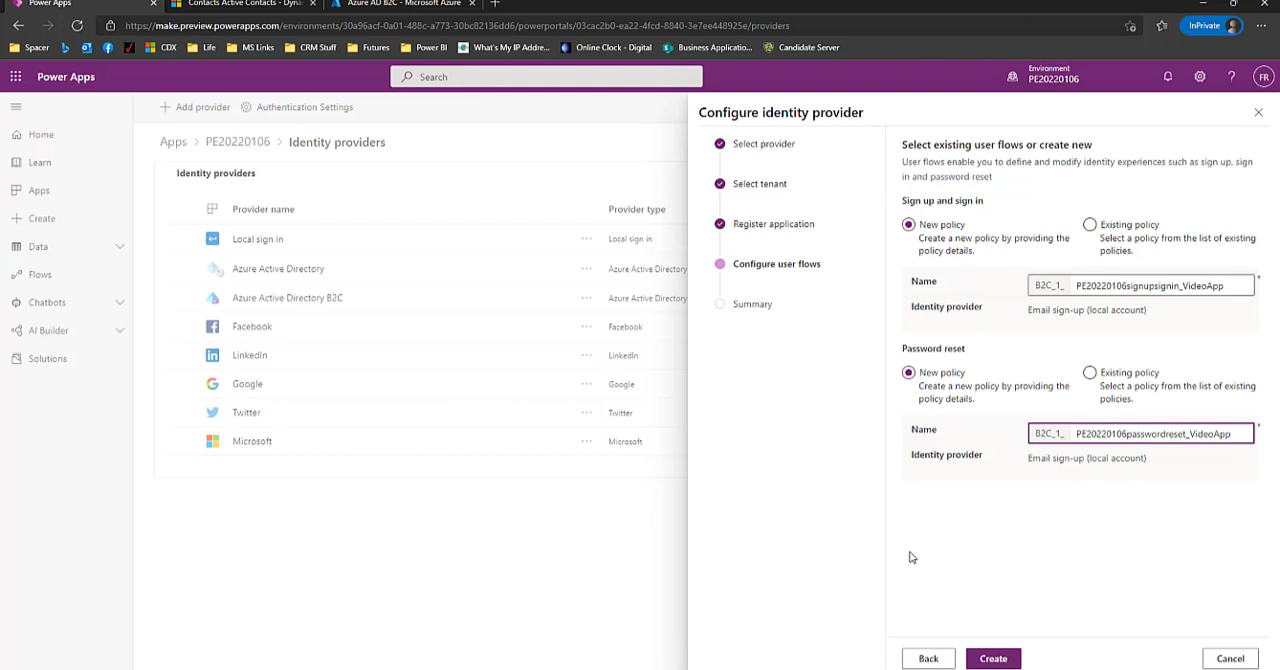 Power Apps
Contacts Active Contacts - Dyna
Azure AD B2C - Microsoft Azure
https://make.preview.powerapps.com/environments/30a96acf-0a01-488c-a773-30bc82136dd6/powerportals/03cac2b0-ea22-4fcd-8840-3e7ee448925e/providers
InPrivate
Spacer
CDX
Life
MS Links
CRM Stuff
Futures
Power BI
What's My IP Addre...
Online Clock - Digital
Business Applicatio...
Candidate Server
Power Apps
Search
Environment
PE20220106
?
FR
Add provider
Authentication Settings
Home
Learn
Apps
Create
Data
Flows
Chatbots
AI Builder
Solutions
Apps > PE20220106 > Identity providers
Identity providers
Provider name
Provider type
Local sign in
Local sign in
Azure Active Directory
Azure Active Directory
Azure Active Directory B2C
Azure Active Directory
Facebook
Facebook
LinkedIn
LinkedIn
Google
Google
Twitter
Twitter
Microsoft
Microsoft
Configure identity provider
Select provider
Select tenant
Register application
Configure user flows
Summary
Select existing user flows or create new
User flows enable you to define and modify identity experiences such as sign up, sign
in and password reset
Sign up and sign in
New policy
Create a new policy by providing the
policy details.
Existing policy
Select a policy from the list of existing
policies.
Name
B2C_1_ PE20220106signupsignin_VideoApp *
Identity provider
Email sign-up (local account)
Password reset
New policy
Create a new policy by providing the
policy details.
Existing policy
Select a policy from the list of existing
policies.
Name
B2C_1_ PE20220106passwordreset_VideoApp *
Identity provider
Email sign-up (local account)
Back
Create
Cancel